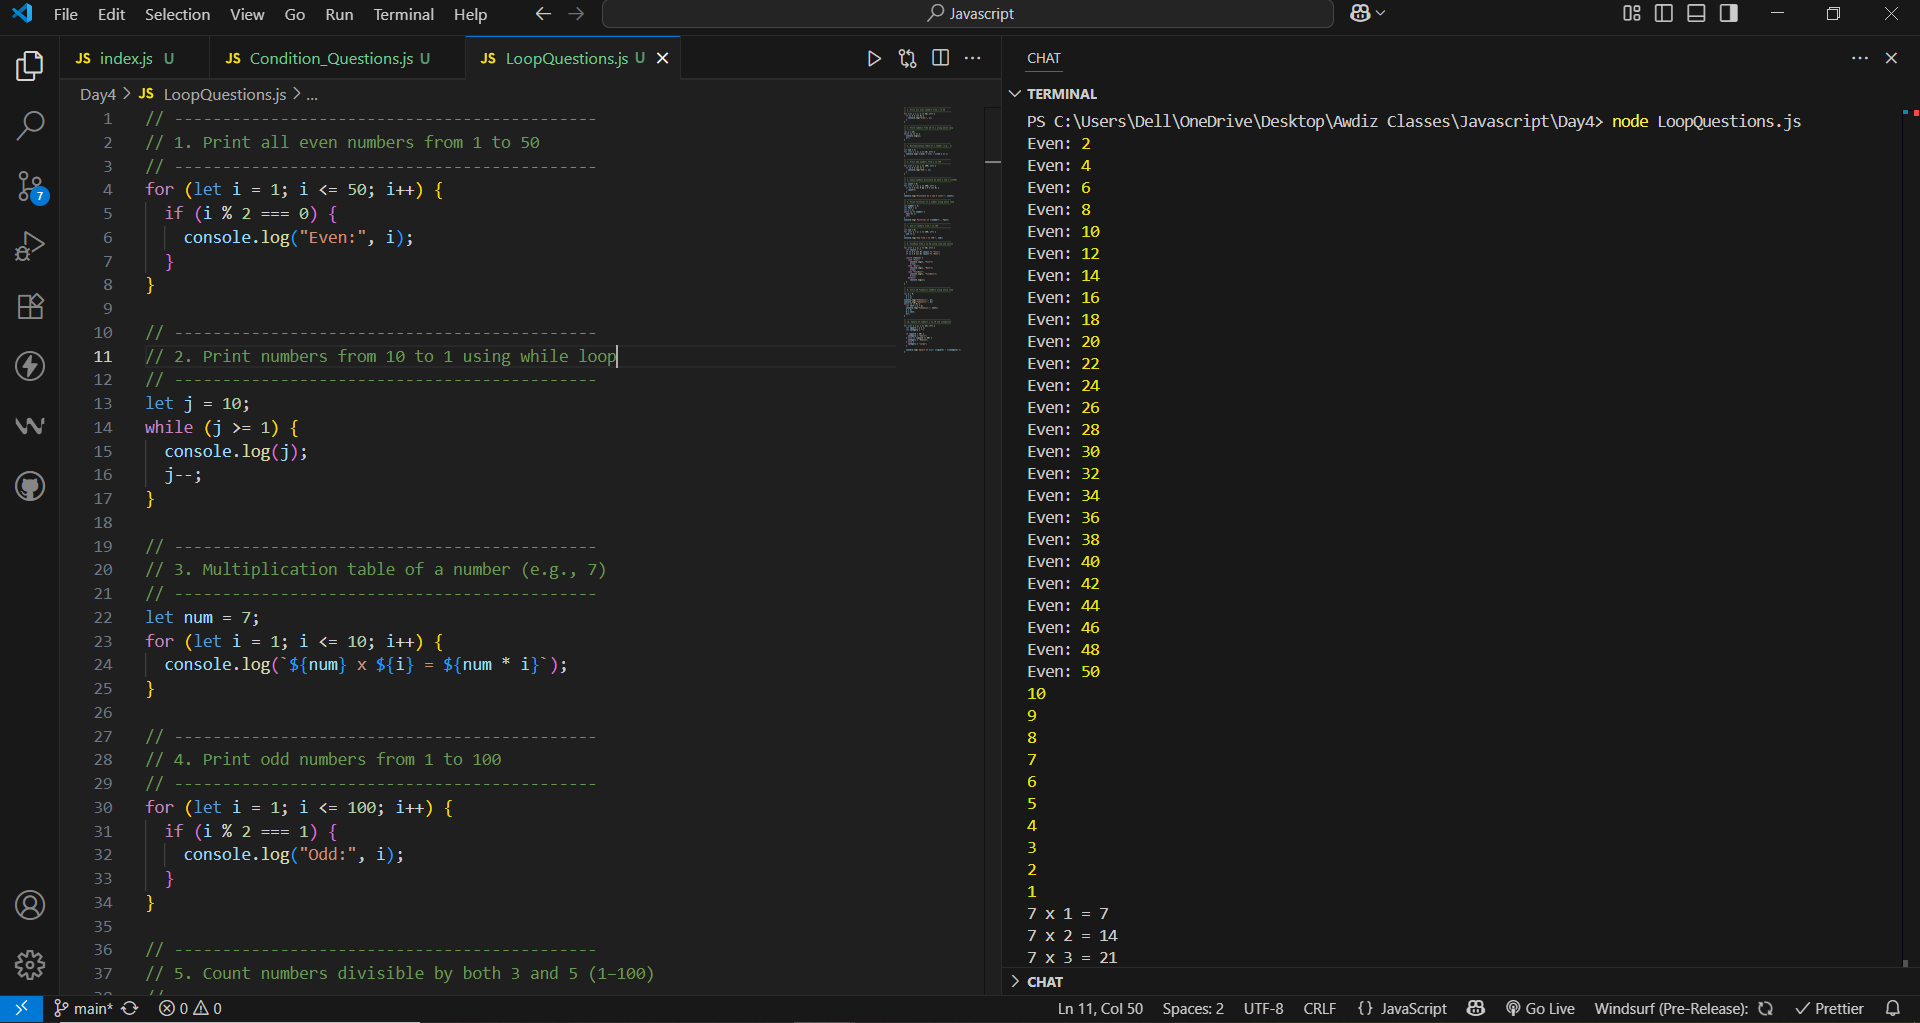 File Edit Selection View Go Run Terminal Help
Javascript
JS index.js U
JS Condition_Questions.js U
JS LoopQuestions.js U
Day4 > JS LoopQuestions.js > ...
1 // --------------------------------------------
2 // 1. Print all even numbers from 1 to 50
3 // --------------------------------------------
4 for (let i = 1; i <= 50; i++) {
5 if (i % 2 === 0) {
6 console.log("Even:", i);
7 }
8 }
9
10 // --------------------------------------------
11 // 2. Print numbers from 10 to 1 using while loop
12 // --------------------------------------------
13 let j = 10;
14 while (j >= 1) {
15 console.log(j);
16 j--;
17 }
18
19 // --------------------------------------------
20 // 3. Multiplication table of a number (e.g., 7)
21 // --------------------------------------------
22 let num = 7;
23 for (let i = 1; i <= 10; i++) {
24 console.log(`${num} x ${i} = ${num * i}`);
25 }
26
27 // --------------------------------------------
28 // 4. Print odd numbers from 1 to 100
29 // --------------------------------------------
30 for (let i = 1; i <= 100; i++) {
31 if (i % 2 === 1) {
32 console.log("Odd:", i);
33 }
34 }
35
36 // --------------------------------------------
37 // 5. Count numbers divisible by both 3 and 5 (1–100)
7
CHAT
TERMINAL
PS C:\Users\Dell\OneDrive\Desktop\Awdiz Classes\Javascript\Day4> node LoopQuestions.js
Even: 2
Even: 4
Even: 6
Even: 8
Even: 10
Even: 12
Even: 14
Even: 16
Even: 18
Even: 20
Even: 22
Even: 24
Even: 26
Even: 28
Even: 30
Even: 32
Even: 34
Even: 36
Even: 38
Even: 40
Even: 42
Even: 44
Even: 46
Even: 48
Even: 50
10
9
8
7
6
5
4
3
2
1
7 x 1 = 7
7 x 2 = 14
7 x 3 = 21
CHAT
main* 0 0
Ln 11, Col 50 Spaces: 2 UTF-8 CRLF {} JavaScript Go Live Windsurf (Pre-Release): Prettier